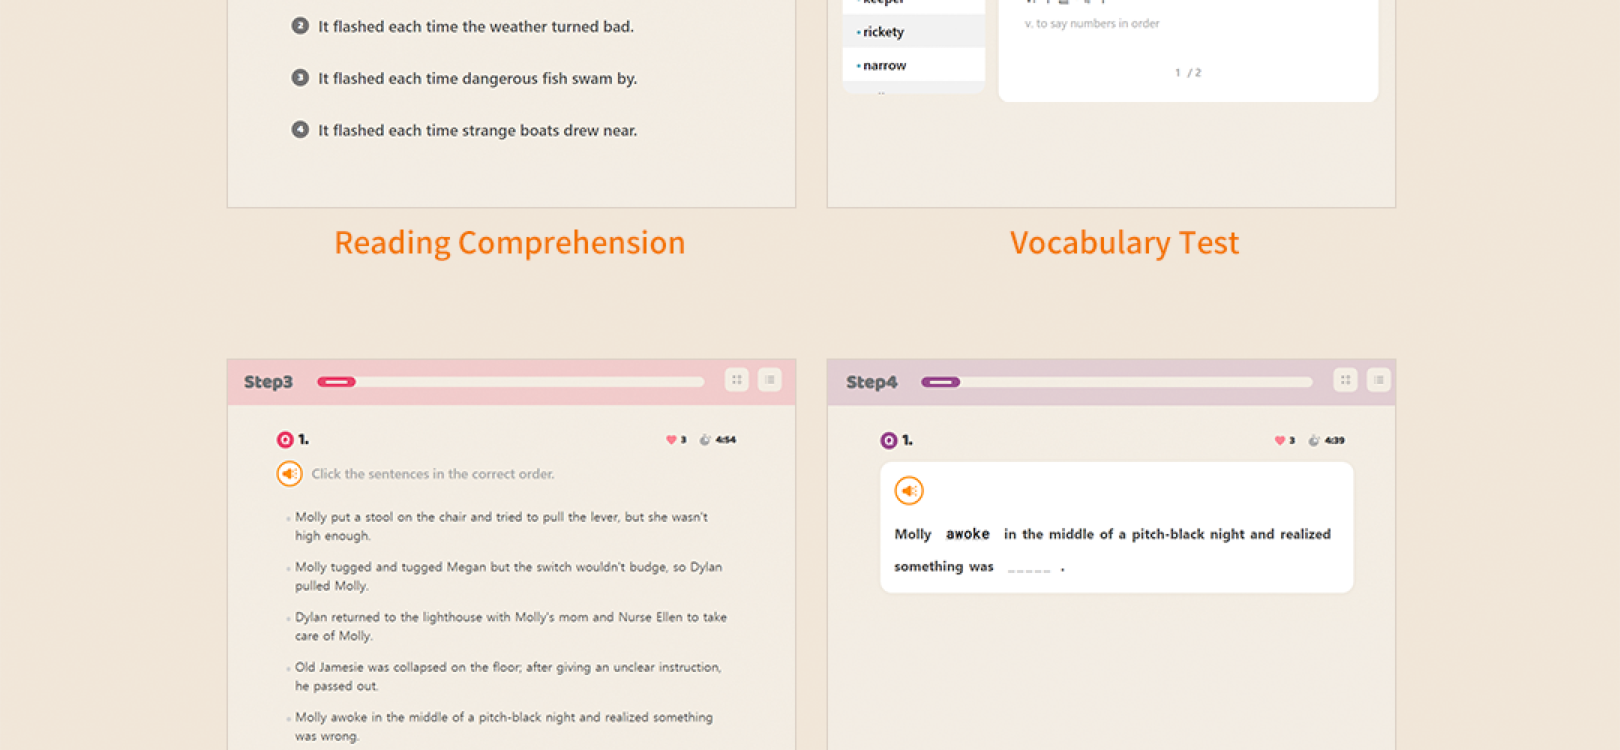 2 It flashed each time the weather turned bad.
3 It flashed each time dangerous fish swam by.
4 It flashed each time strange boats drew near.
keeper
rickety
narrow
v. to say numbers in order
1 / 2
Reading Comprehension
Vocabulary Test
Step3
Q 1.
3 4:54
Click the sentences in the correct order.
Molly put a stool on the chair and tried to pull the lever, but she wasn't
high enough.
Molly tugged and tugged Megan but the switch wouldn't budge, so Dylan
pulled Molly.
Dylan returned to the lighthouse with Molly's mom and Nurse Ellen to take
care of Molly.
Old Jamesie was collapsed on the floor; after giving an unclear instruction,
he passed out.
Molly awoke in the middle of a pitch-black night and realized something
was wrong.
Step4
Q 1.
3 4:39
Molly awoke in the middle of a pitch-black night and realized
something was _____ .